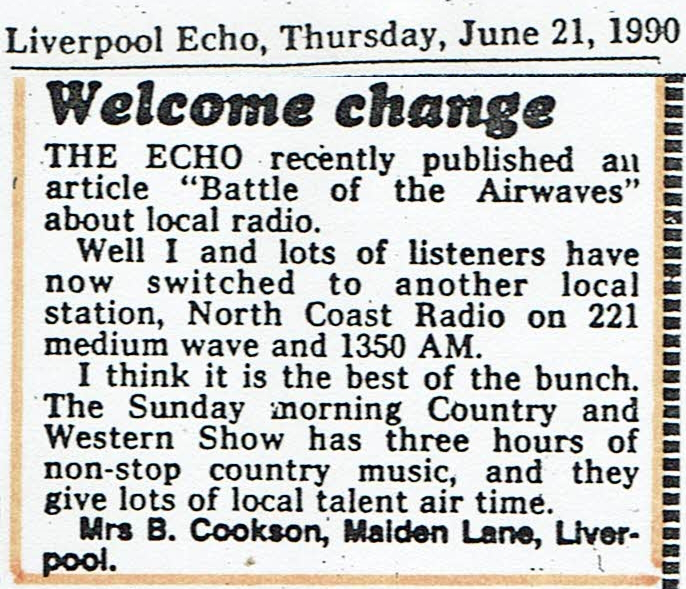 Liverpool Echo, Thursday, June 21, 1990
Welcome change
THE ECHO recently published an
article “Battle of the Airwaves”
about local radio.
Well I and lots of listeners have
now switched to another local
station, North Coast Radio on 221
medium wave and 1350 AM.
I think it is the best of the bunch.
The Sunday morning Country and
Western Show has three hours of
non-stop country music, and they
give lots of local talent air time.
Mrs B. Cookson, Maiden Lane, Liver-
pool.